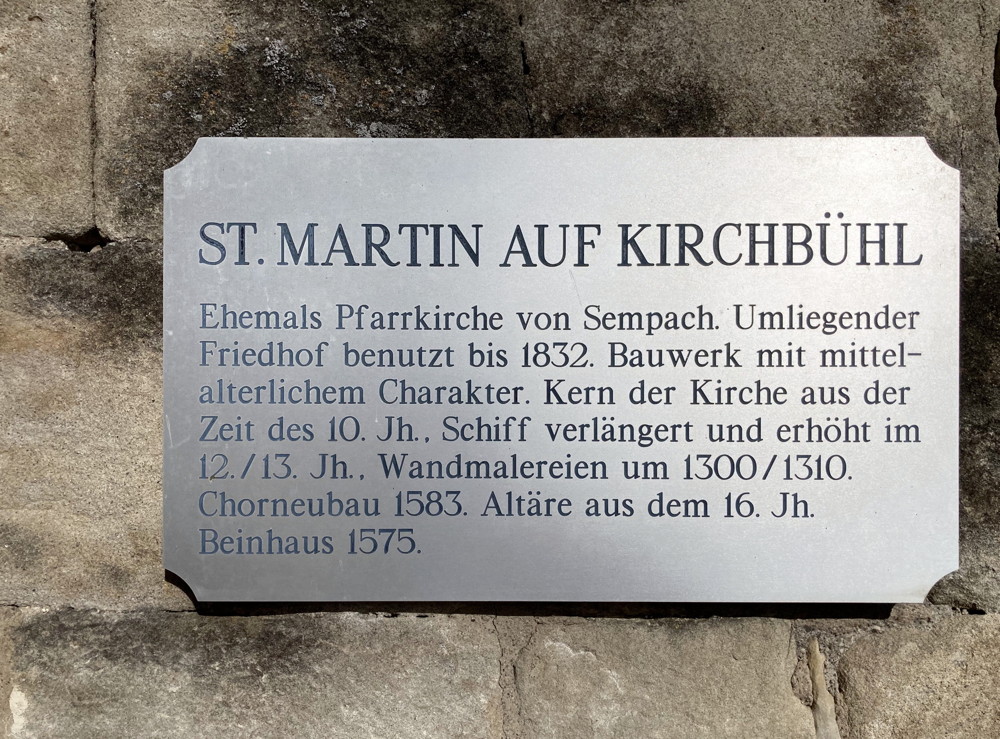 ST. MARTIN AUF KIRCHBÜHL
Ehemals Pfarrkirche von Sempach. Umliegender
Friedhof benutzt bis 1832. Bauwerk mit mittel-
alterlichem Charakter. Kern der Kirche aus der
Zeit des 10. Jh., Schiff verlängert und erhöht im
12./13. Jh., Wandmalereien um 1300/1310.
Chorneubau 1583. Altäre aus dem 16. Jh.
Beinhaus 1575.